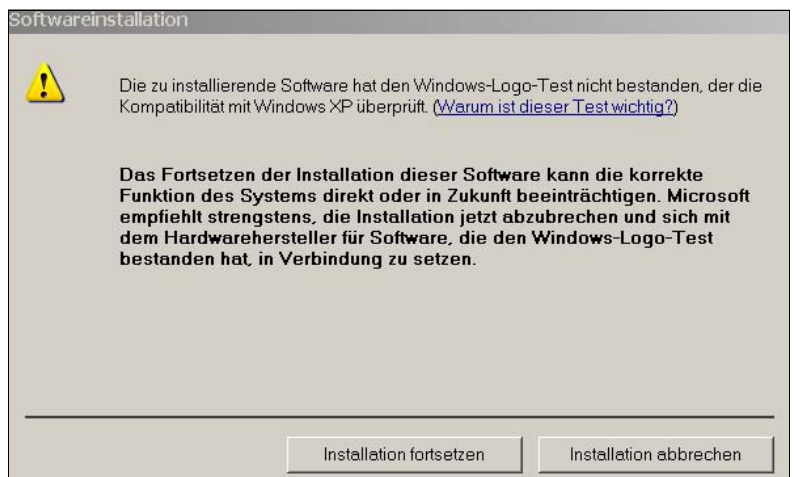 Softwareinstallation
Die zu installierende Software hat den Windows-Logo-Test nicht bestanden, der die
Kompatibilität mit Windows XP überprüft. (Warum ist dieser Test wichtig?)
Das Fortsetzen der Installation dieser Software kann die korrekte
Funktion des Systems direkt oder in Zukunft beeinträchtigen. Microsoft
empfiehlt strengstens, die Installation jetzt abzubrechen und sich mit
dem Hardwarehersteller für Software, die den Windows-Logo-Test
bestanden hat, in Verbindung zu setzen.
Installation fortsetzen Installation abbrechen